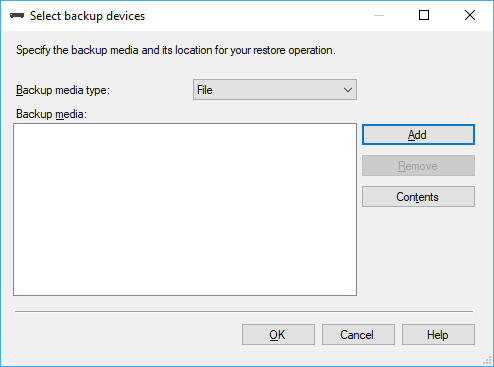 Select backup devices
Specify the backup media and its location for your restore operation.
Backup media type:
File
Backup media:
Add
Remove
Contents
OK
Cancel
Help